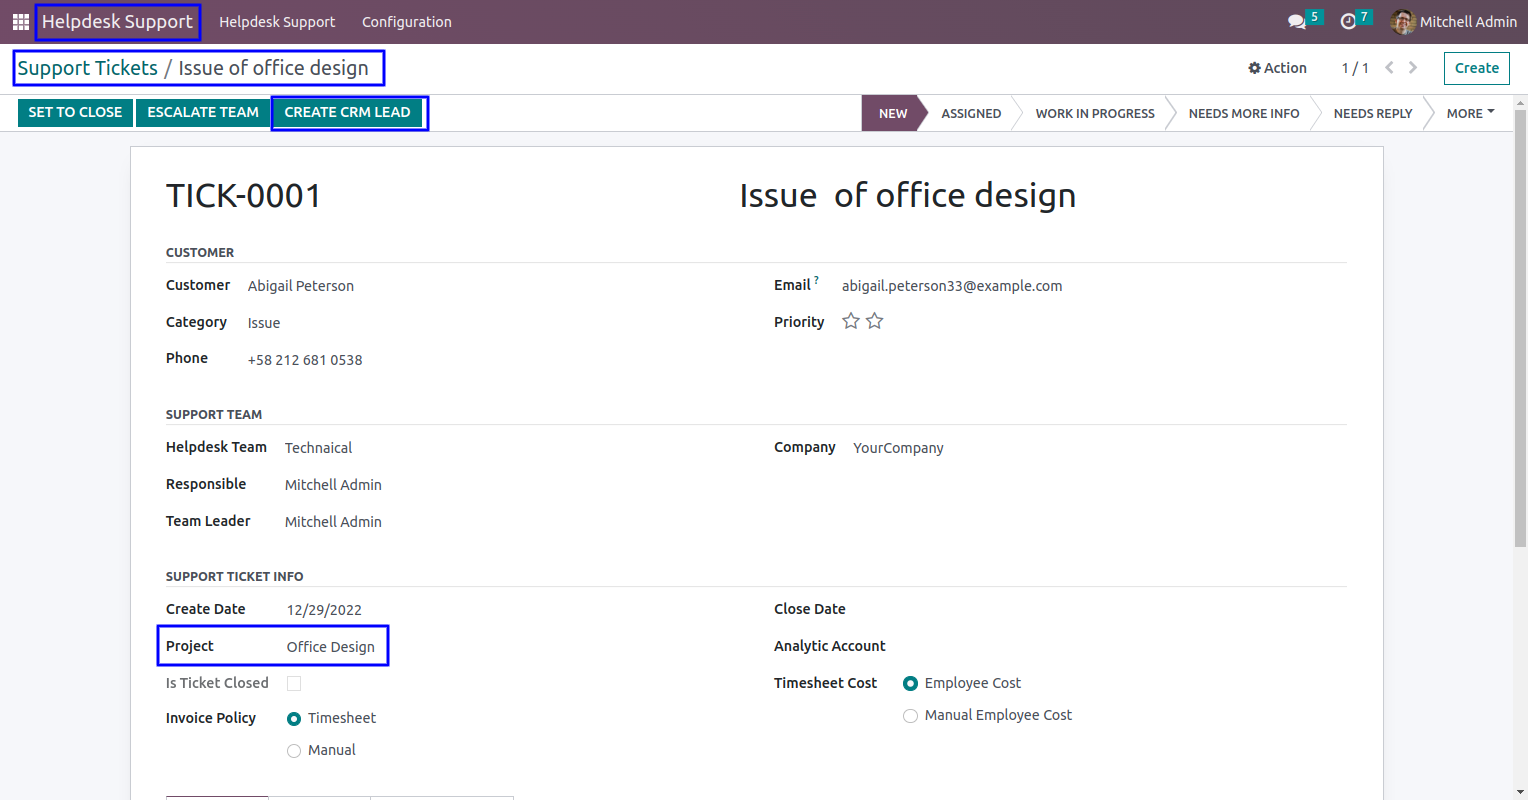 Helpdesk Support Helpdesk Support Configuration 5 7 Mitchell Admin
Support Tickets / Issue of office design Action 1 / 1 Create
SET TO CLOSE ESCALATE TEAM CREATE CRM LEAD NEW ASSIGNED WORK IN PROGRESS NEEDS MORE INFO NEEDS REPLY MORE
TICK-0001 Issue of office design
CUSTOMER
Customer Abigail Peterson Email ? abigail.peterson33@example.com
Category Issue Priority
Phone +58 212 681 0538
SUPPORT TEAM
Helpdesk Team Technaical Company YourCompany
Responsible Mitchell Admin
Team Leader Mitchell Admin
SUPPORT TICKET INFO
Create Date 12/29/2022 Close Date
Project Office Design Analytic Account
Is Ticket Closed Timesheet Cost Employee Cost
Invoice Policy Timesheet Manual Employee Cost
Manual